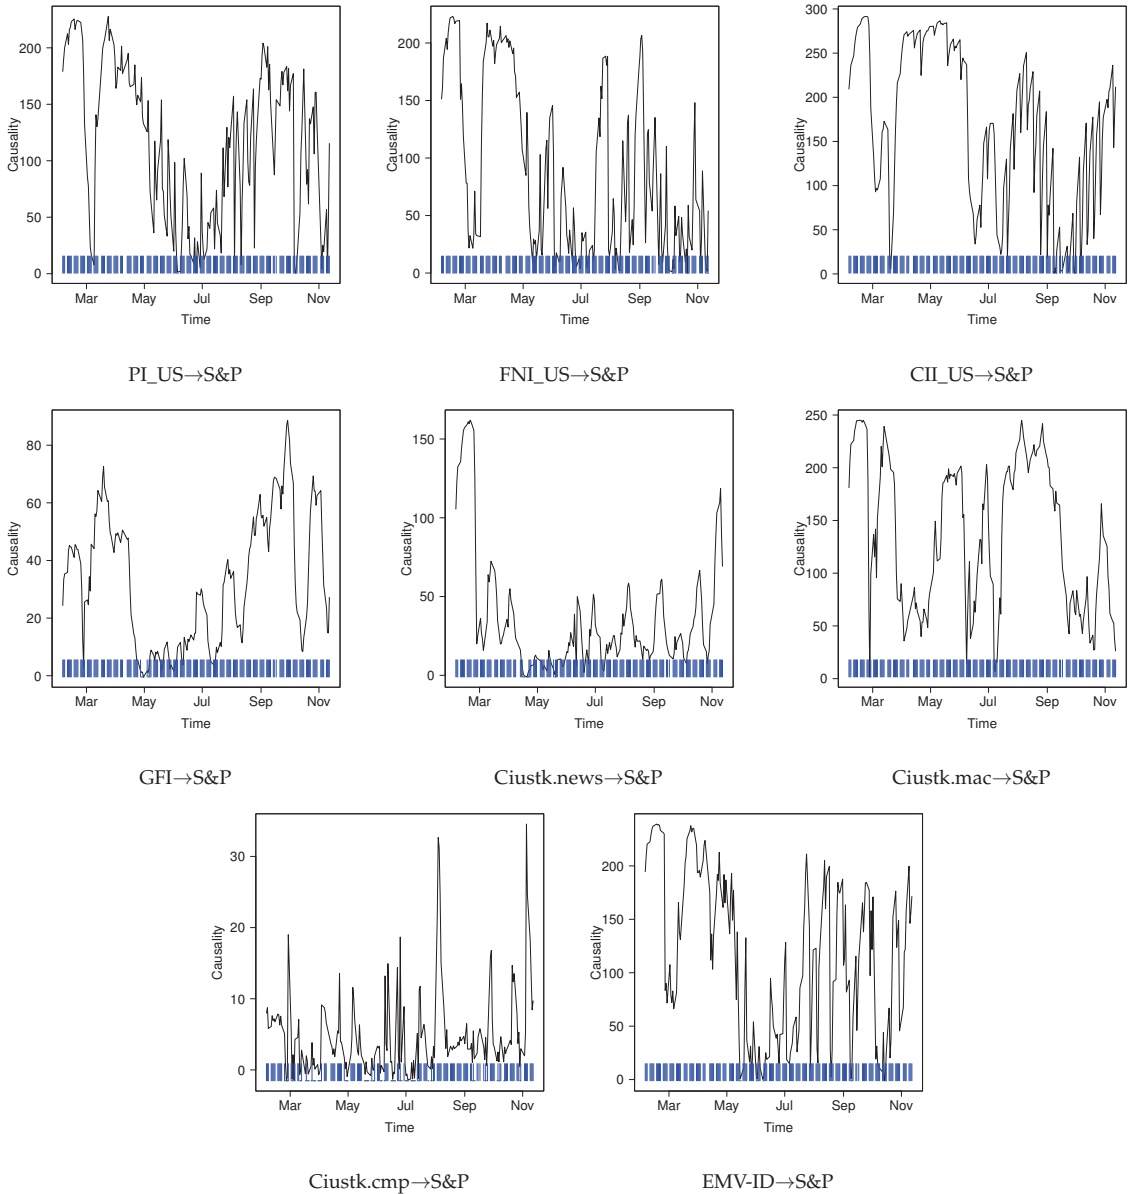 200
150
100
50
0
Causality
Mar May Jul Sep Nov
Time
PI_US→S&P
200
150
100
50
0
Causality
Mar May Jul Sep Nov
Time
FNI_US→S&P
300
250
200
150
100
50
0
Causality
Mar May Jul Sep Nov
Time
CII_US→S&P
80
60
40
20
0
Causality
Mar May Jul Sep Nov
Time
GFI→S&P
150
100
50
0
Causality
Mar May Jul Sep Nov
Time
Ciustk.news→S&P
250
200
150
100
50
0
Causality
Mar May Jul Sep Nov
Time
Ciustk.mac→S&P
30
20
10
0
Causality
Mar May Jul Sep Nov
Time
Ciustk.cmp→S&P
200
150
100
50
0
Causality
Mar May Jul Sep Nov
Time
EMV-ID→S&P